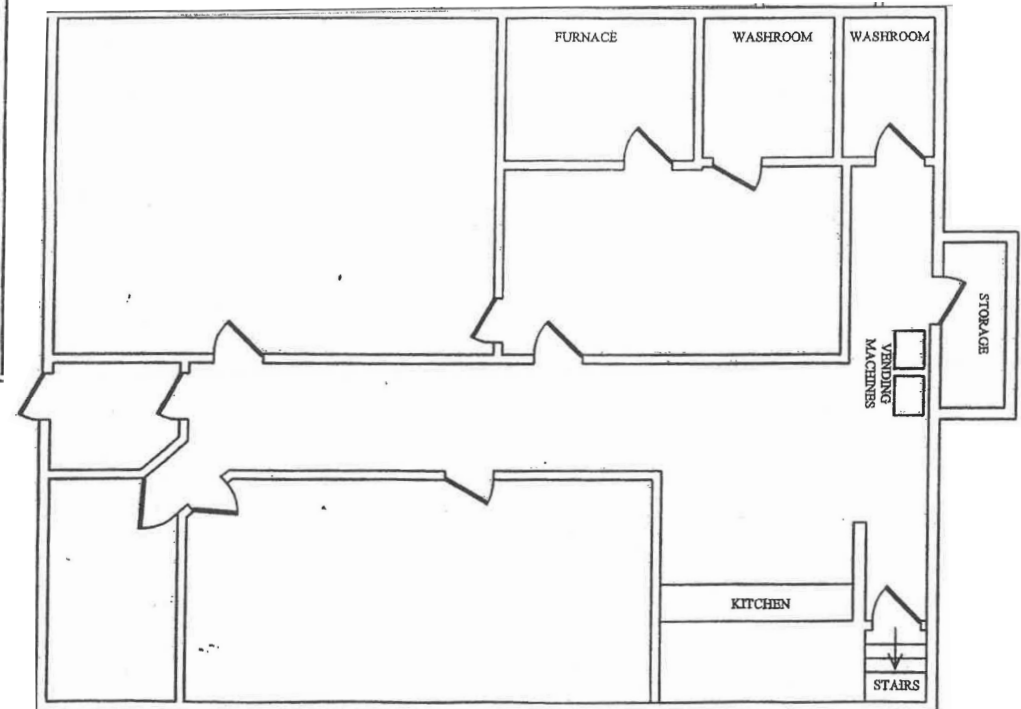 FURNACE
WASHROOM
WASHROOM
STORAGE
VENDING
MACHINES
KITCHEN
STAIRS